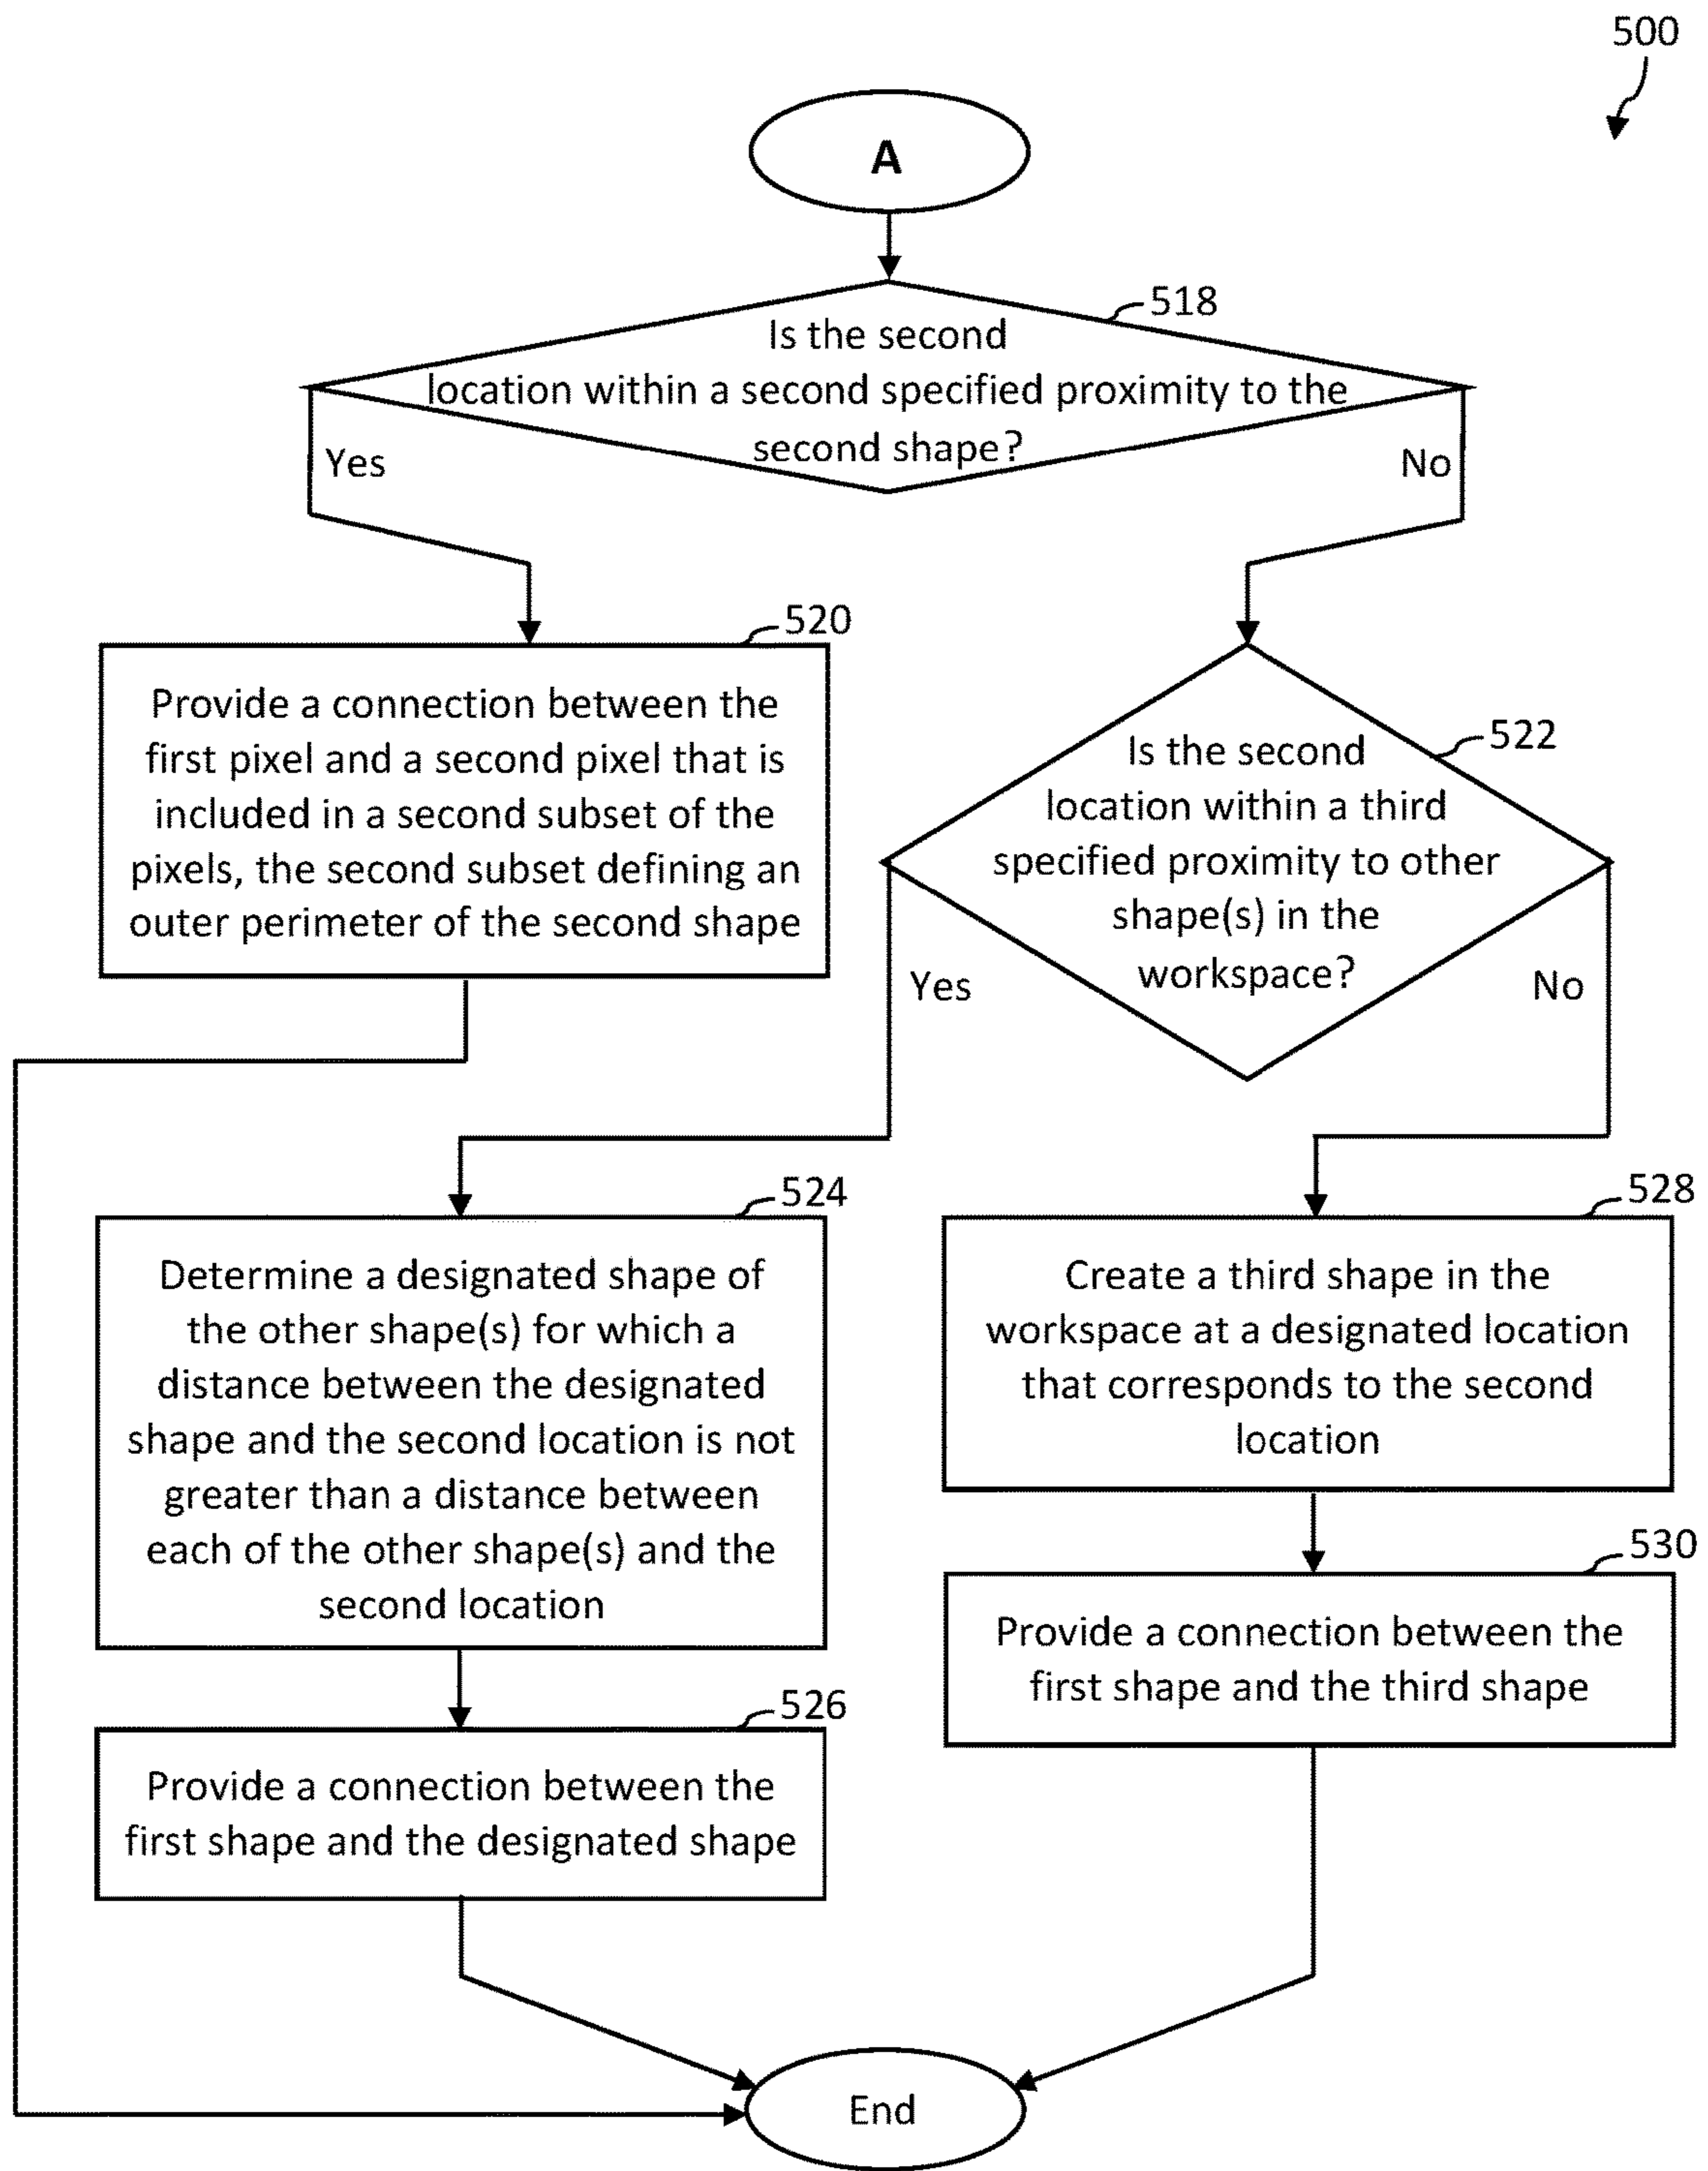 500
A
518
Is the second
location within a second specified proximity to the
second shape?
Yes
No
520
Provide a connection between the
first pixel and a second pixel that is
included in a second subset of the
pixels, the second subset defining an
outer perimeter of the second shape
522
Is the second
location within a third
specified proximity to other
shape(s) in the
workspace?
Yes
No
524
Determine a designated shape of
the other shape(s) for which a
distance between the designated
shape and the second location is not
greater than a distance between
each of the other shape(s) and the
second location
528
Create a third shape in the
workspace at a designated location
that corresponds to the second
location
530
Provide a connection between the
first shape and the third shape
526
Provide a connection between the
first shape and the designated shape
End